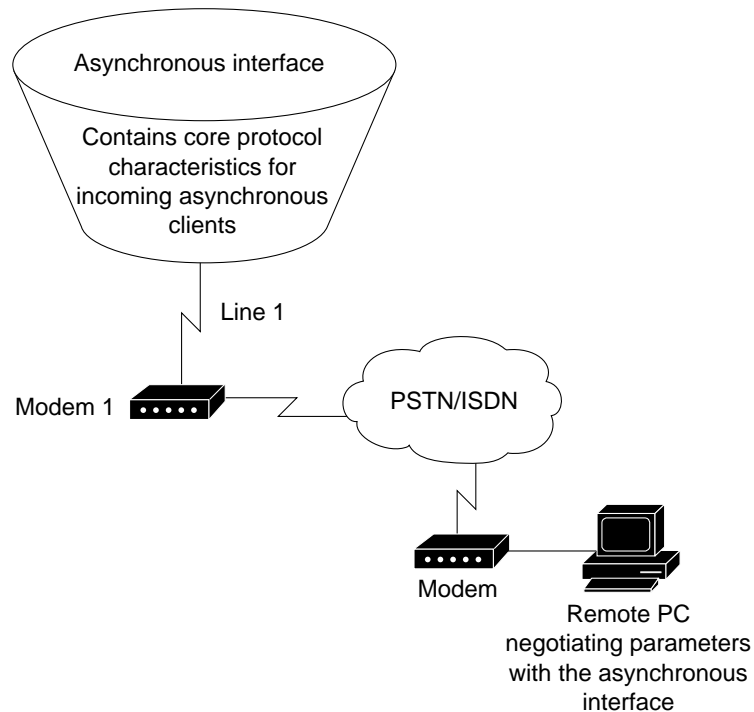 Asynchronous interface
Contains core protocol
characteristics for
incoming asynchronous
clients
Line 1
Modem 1
PSTN/ISDN
Modem
Remote PC
negotiating parameters
with the asynchronous
interface